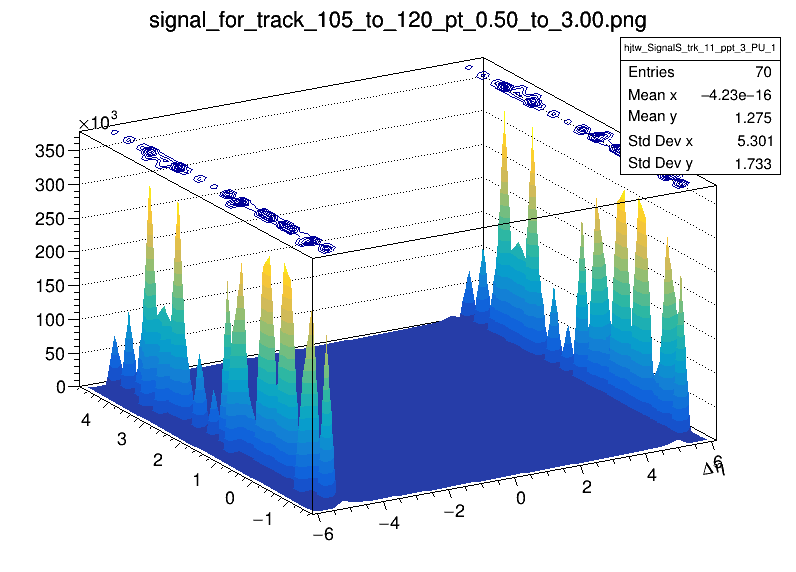 signal_for_track_105_to_120_pt_0.50_to_3.00.png
hjtw_SignalS_trk_11_ppt_3_PU_1
Entries 70
Mean x −4.23e−16
Mean y 1.275
Std Dev x 5.301
Std Dev y 1.733
×10³
350
300
250
200
150
100
50
0
4
3
2
1
0
−1
−6
−4
−2
0
2
4
6
Δη